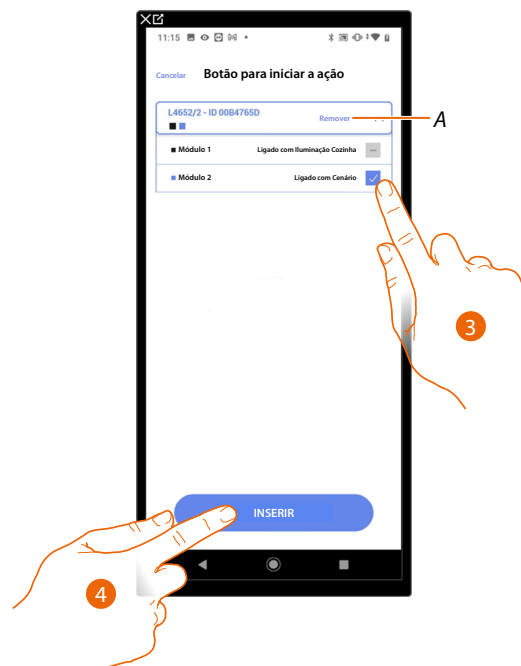 11:15
Cancelar Botão para iniciar a ação
L4652/2 - ID 00B4765D Remover A
Módulo 1 Ligado com Iluminação Cozinha
Módulo 2 Ligado com Cenário
3
INSERIR
4